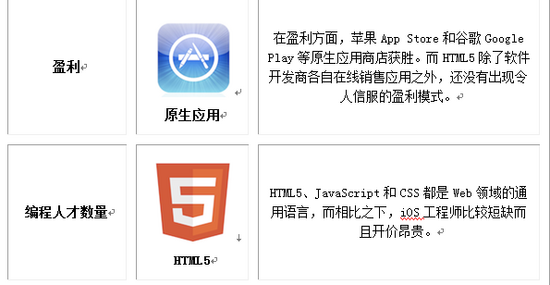 盈利
原生应用
在盈利方面，苹果 App Store 和谷歌 Google
Play 等原生应用商店获胜。而 HTML5 除了软件
开发商各自在线销售应用之外，还没有出现令
人信服的盈利模式。
编程人才数量
5
HTML5
HTML5、JavaScript 和 CSS 都是 Web 领域的通
用语言，而相比之下，iOS 工程师比较短缺而
且开价昂贵。